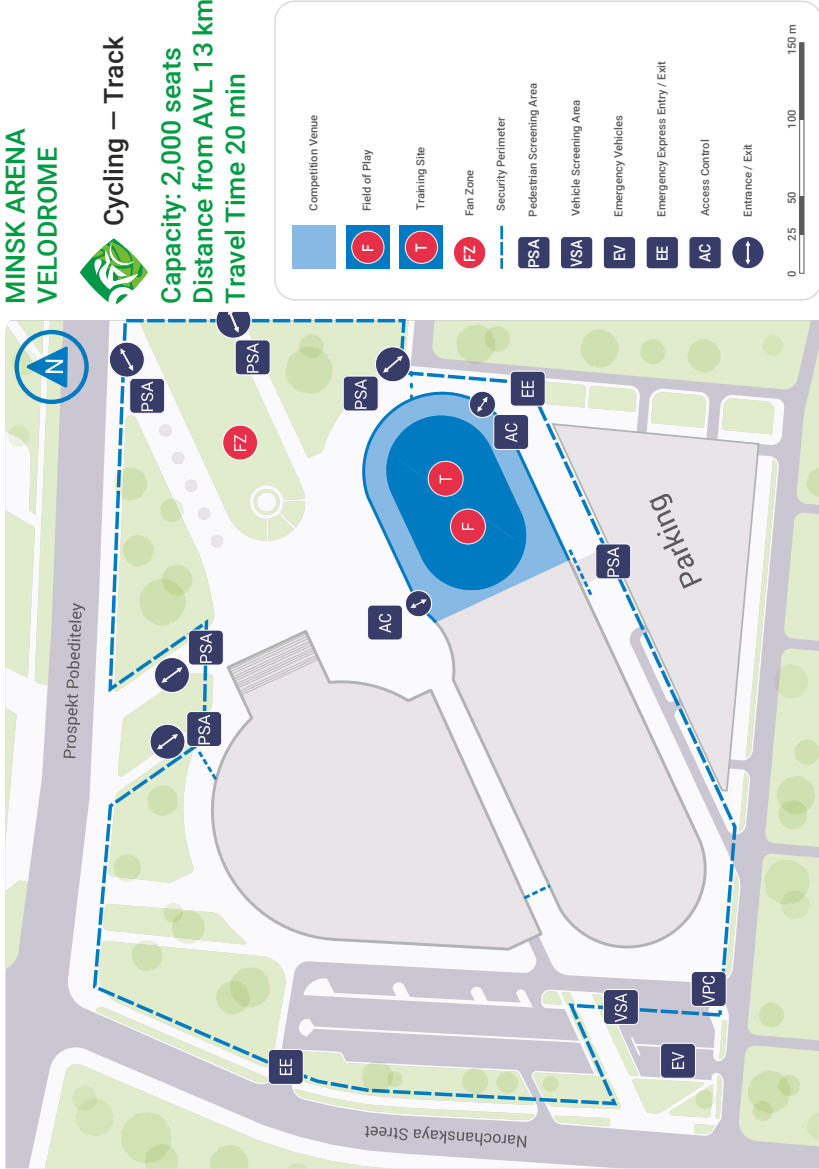 MINSK ARENA
VELODROME
Cycling — Track
Capacity: 2,000 seats
Distance from AVL 13 km
Travel Time 20 min
Competition Venue
F
Field of Play
T
Training Site
FZ
Fan Zone
Security Perimeter
PSA
Pedestrian Screening Area
VSA
Vehicle Screening Area
EV
Emergency Vehicles
EE
Emergency Express Entry / Exit
AC
Access Control
Entrance / Exit
0 25 50 100 150 m
N
Prospekt Pobediteley
PSA
PSA
PSA
FZ
EE
AC
T
F
AC
PSA
Parking
PSA
PSA
EE
VSA
VPC
EV
Narochanskaya Street